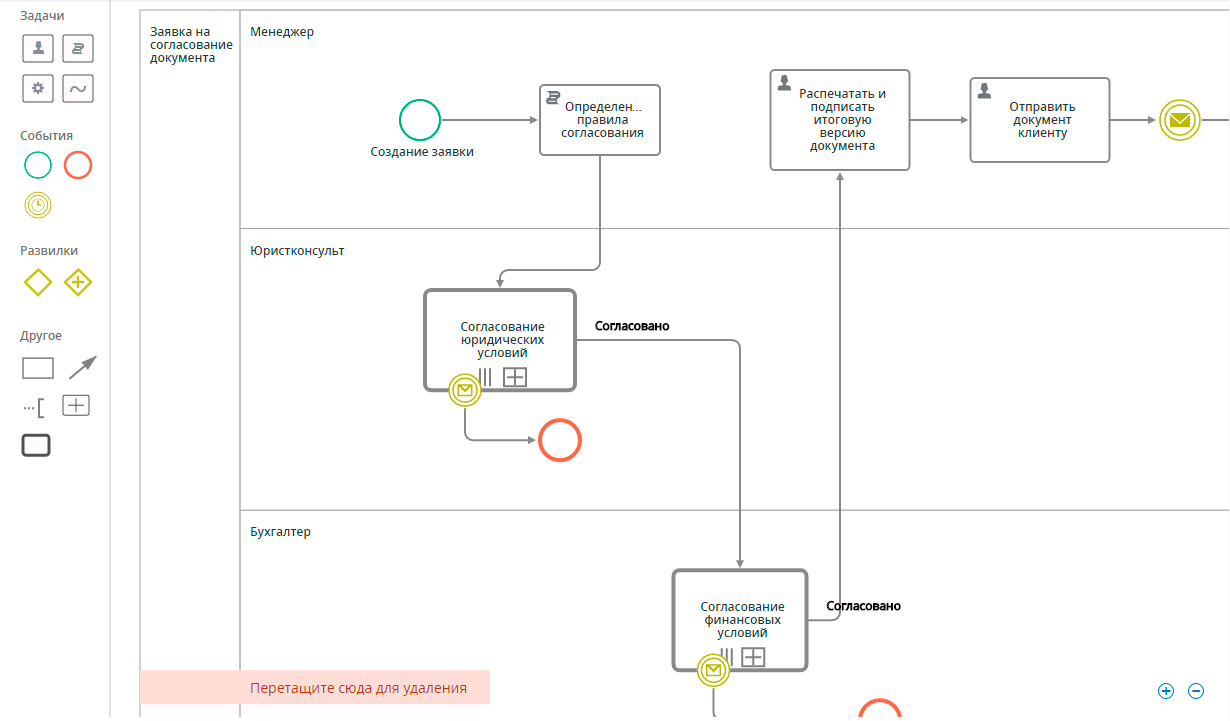 Задачи
События
Развилки
Другое
Заявка на
согласование
документа
Менеджер
Создание заявки
Определен...
правила
согласования
Распечатать и
подписать
итоговую
версию
документа
Отправить
документ
клиенту
Юристконсульт
Согласование
юридических
условий
Согласовано
Бухгалтер
Согласование
финансовых
условий
Согласовано
Перетащите сюда для удаления